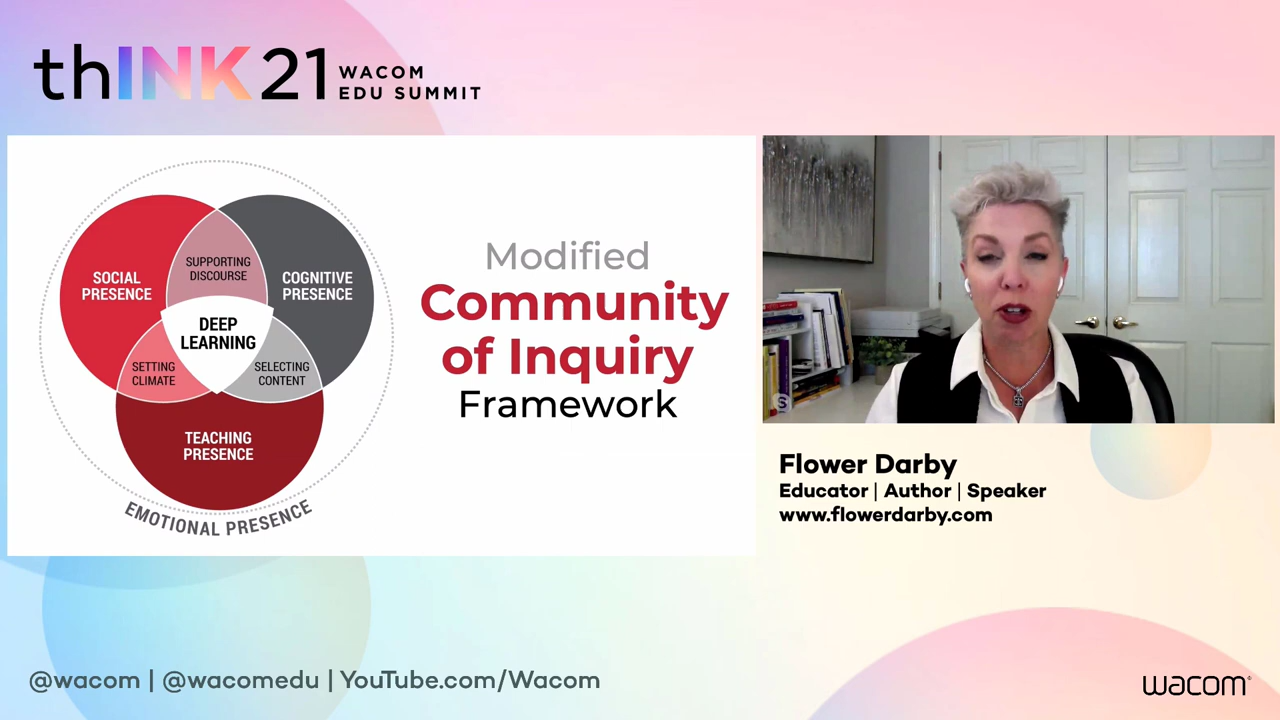 thINK21 WACOM
EDU SUMMIT
SUPPORTING
DISCOURSE
SOCIAL
PRESENCE
COGNITIVE
PRESENCE
DEEP
LEARNING
SETTING
CLIMATE
SELECTING
CONTENT
TEACHING
PRESENCE
EMOTIONAL PRESENCE
Modified
Community
of Inquiry
Framework
Flower Darby
Educator | Author | Speaker
www.flowerdarby.com
@wacom | @wacomedu | YouTube.com/Wacom
wacom